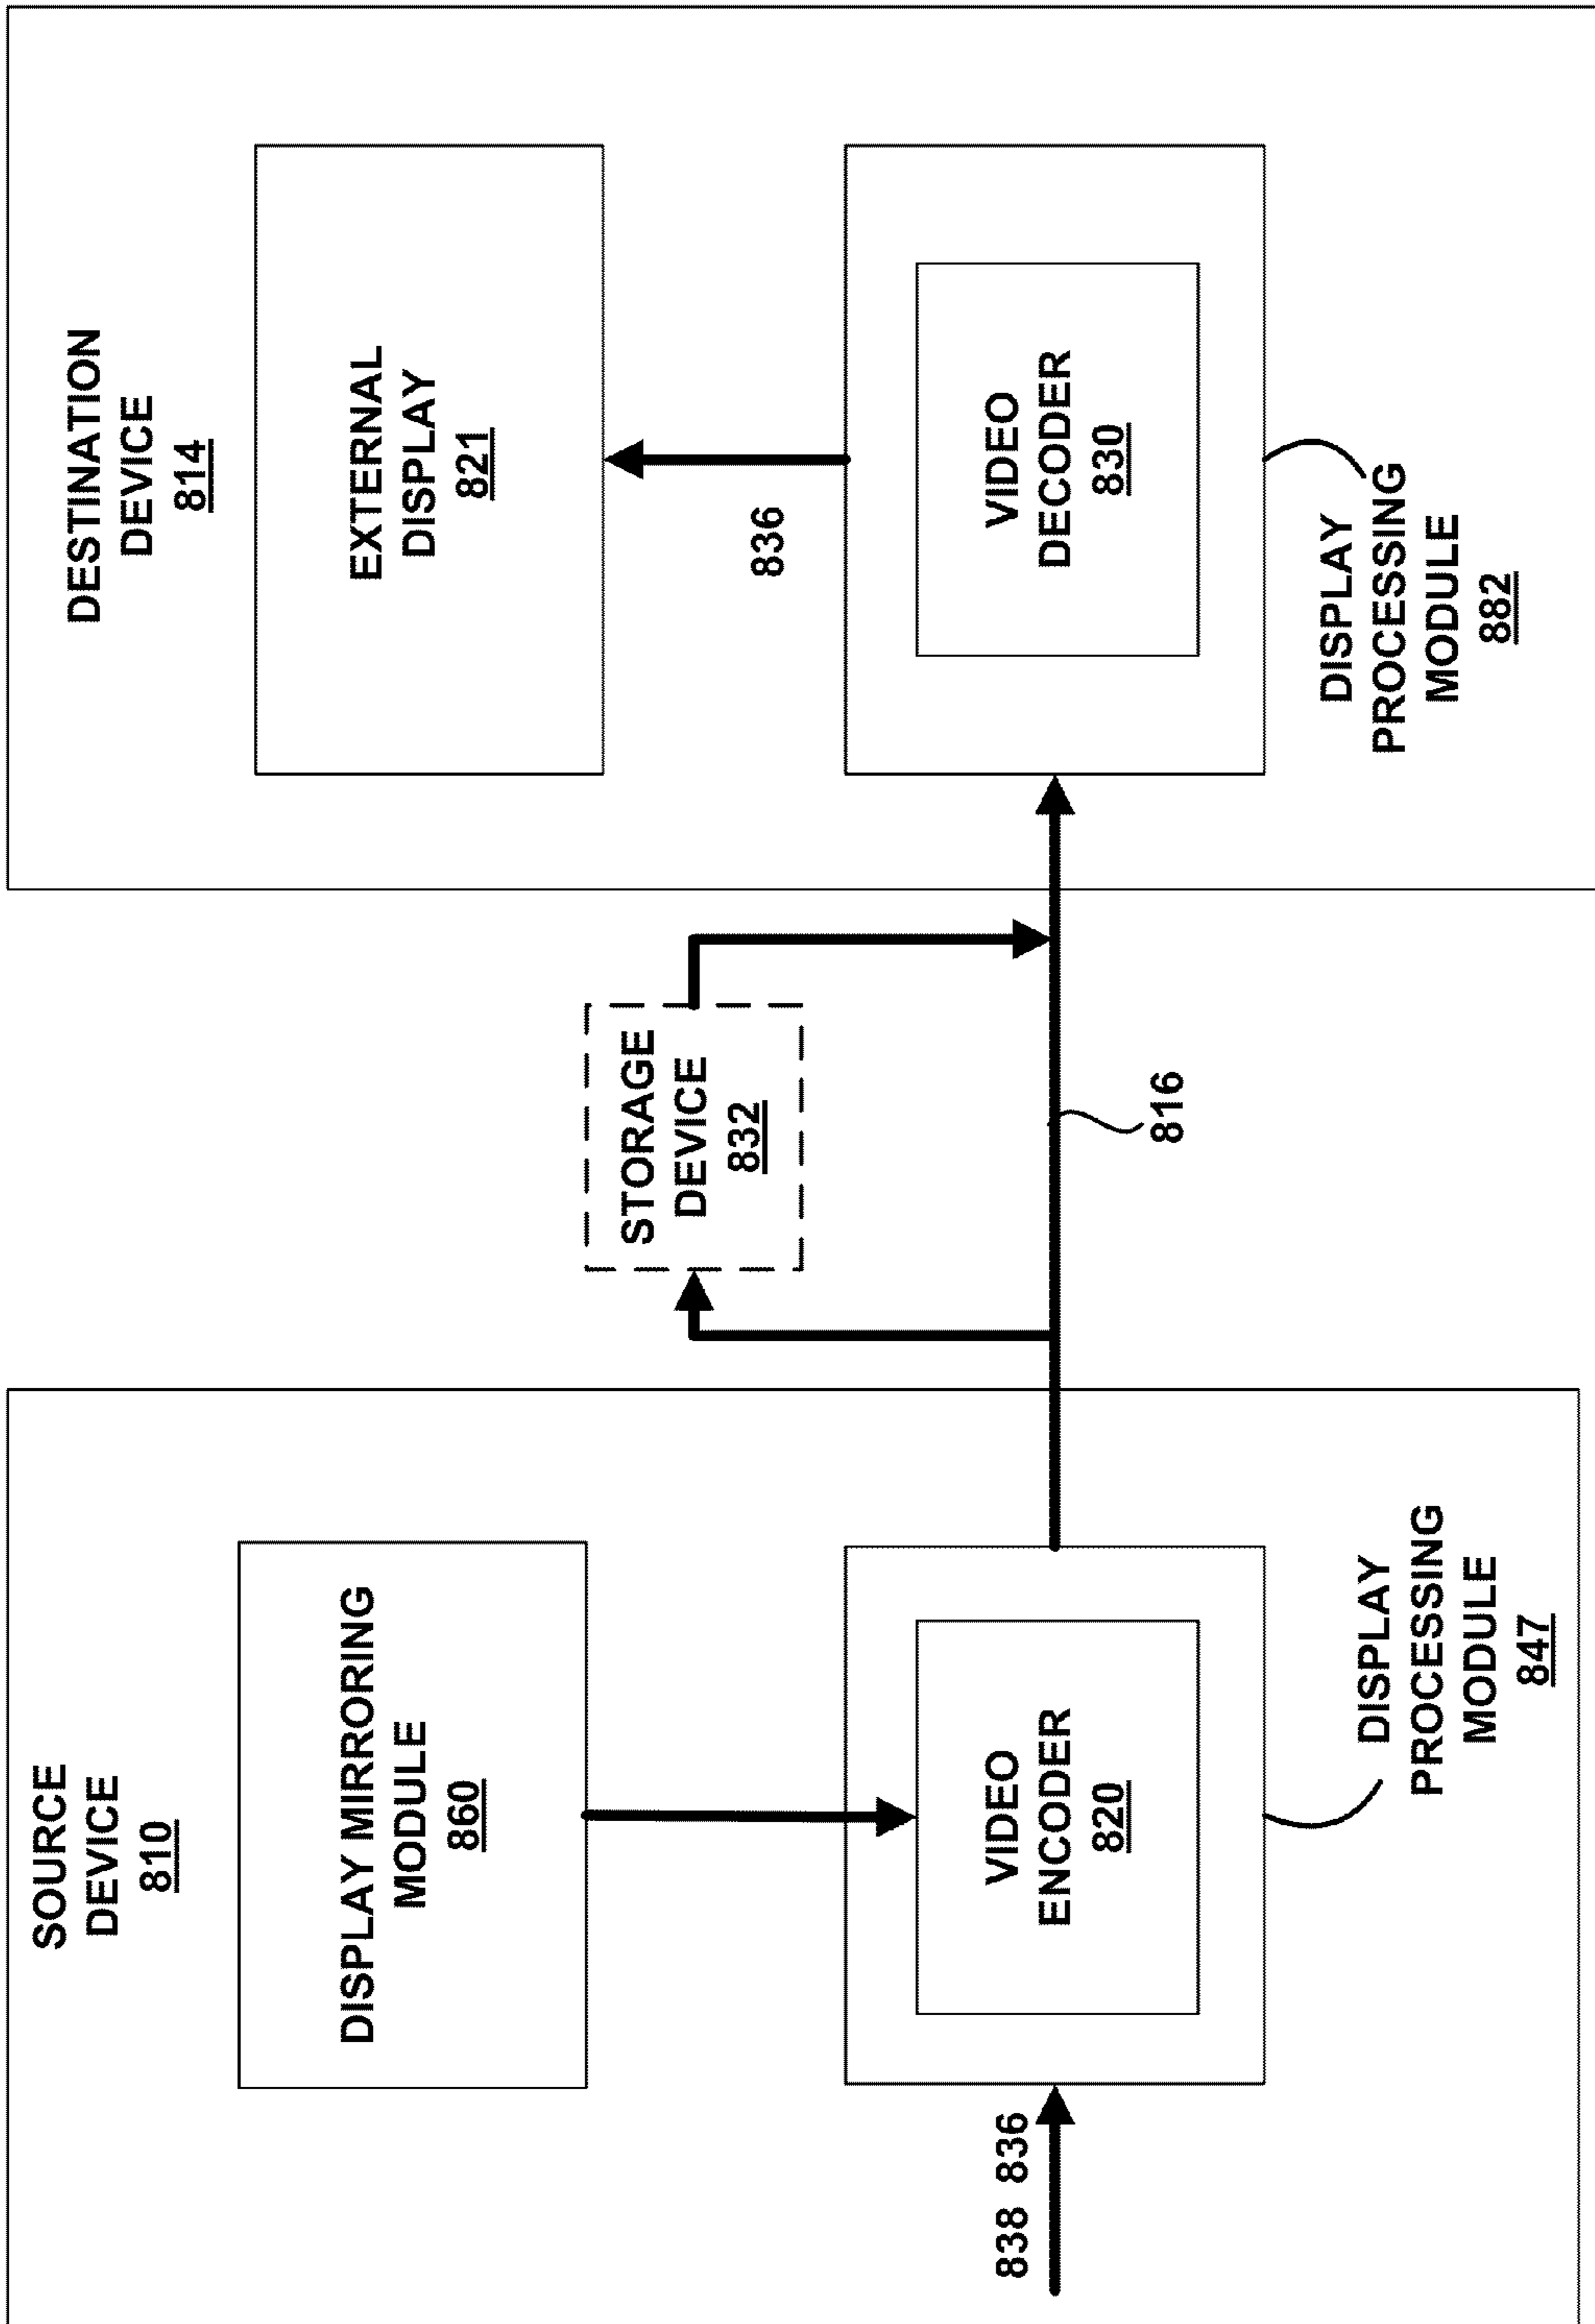 SOURCE
DEVICE
810
DISPLAY MIRRORING
MODULE
860
838 836
VIDEO
ENCODER
820
DISPLAY
PROCESSING
MODULE
847
STORAGE
DEVICE
832
816
DESTINATION
DEVICE
814
EXTERNAL
DISPLAY
821
836
VIDEO
DECODER
830
DISPLAY
PROCESSING
MODULE
882